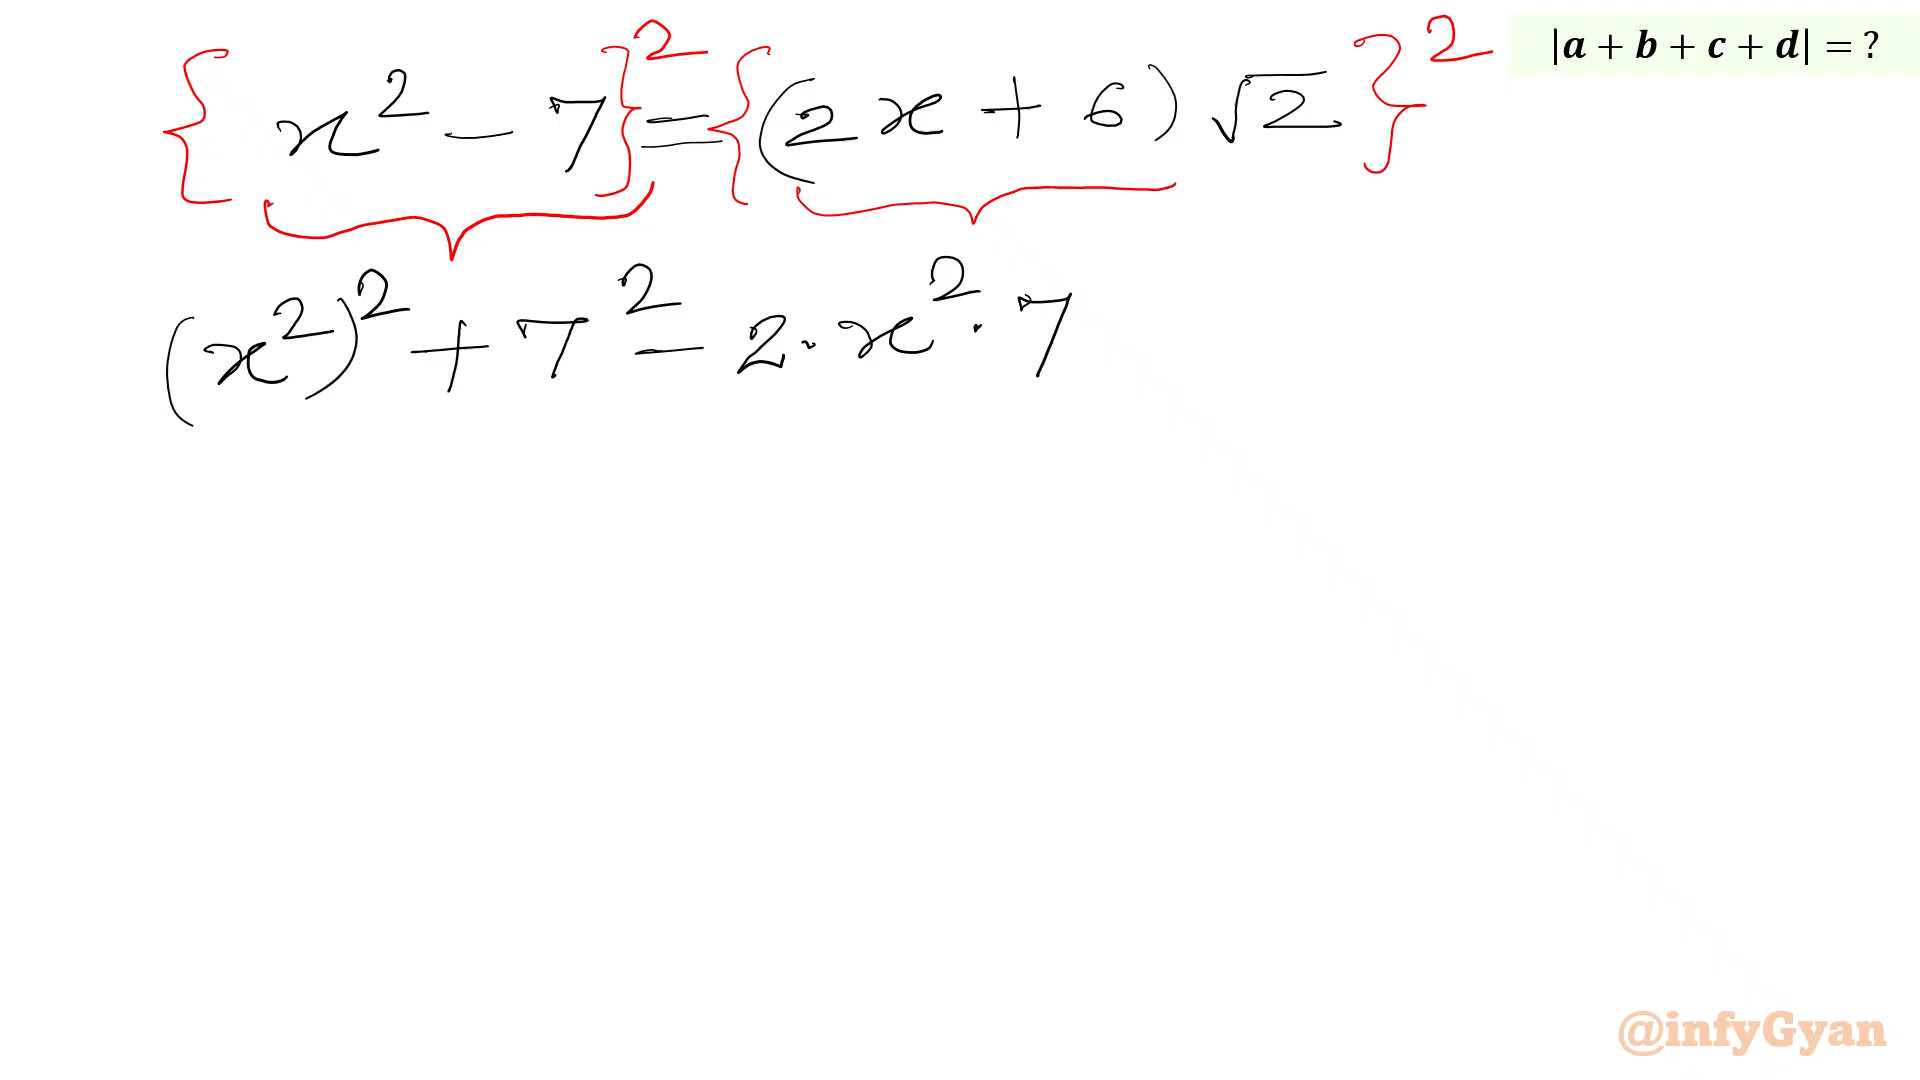 {x² - 7}² = {(2x + 6)√2}²
|a + b + c + d| = ?
(x²)² + 7² - 2·x²·7
@infyGyan